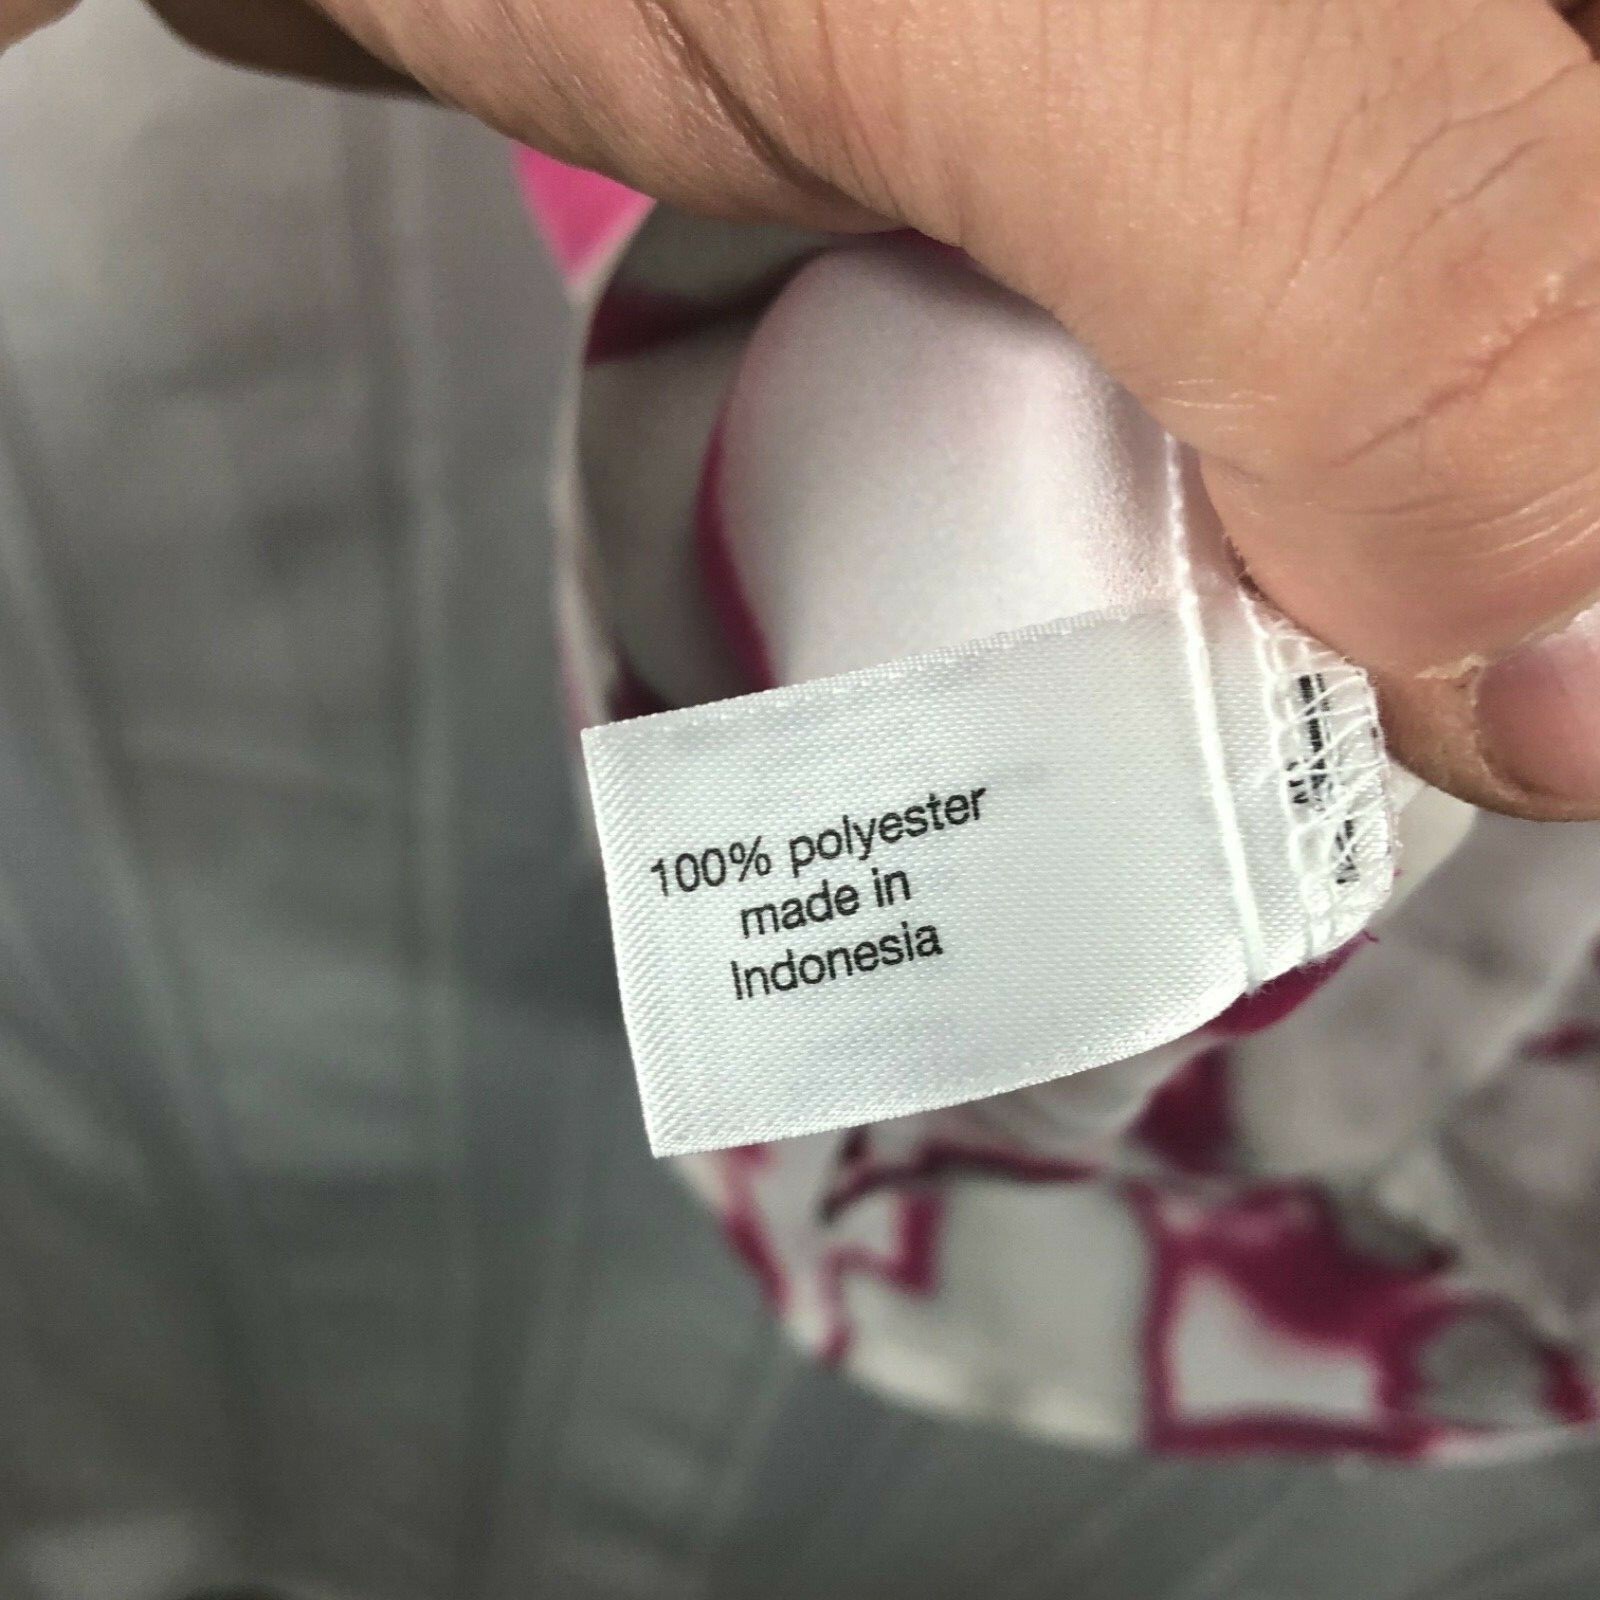 100% polyester
made in
Indonesia